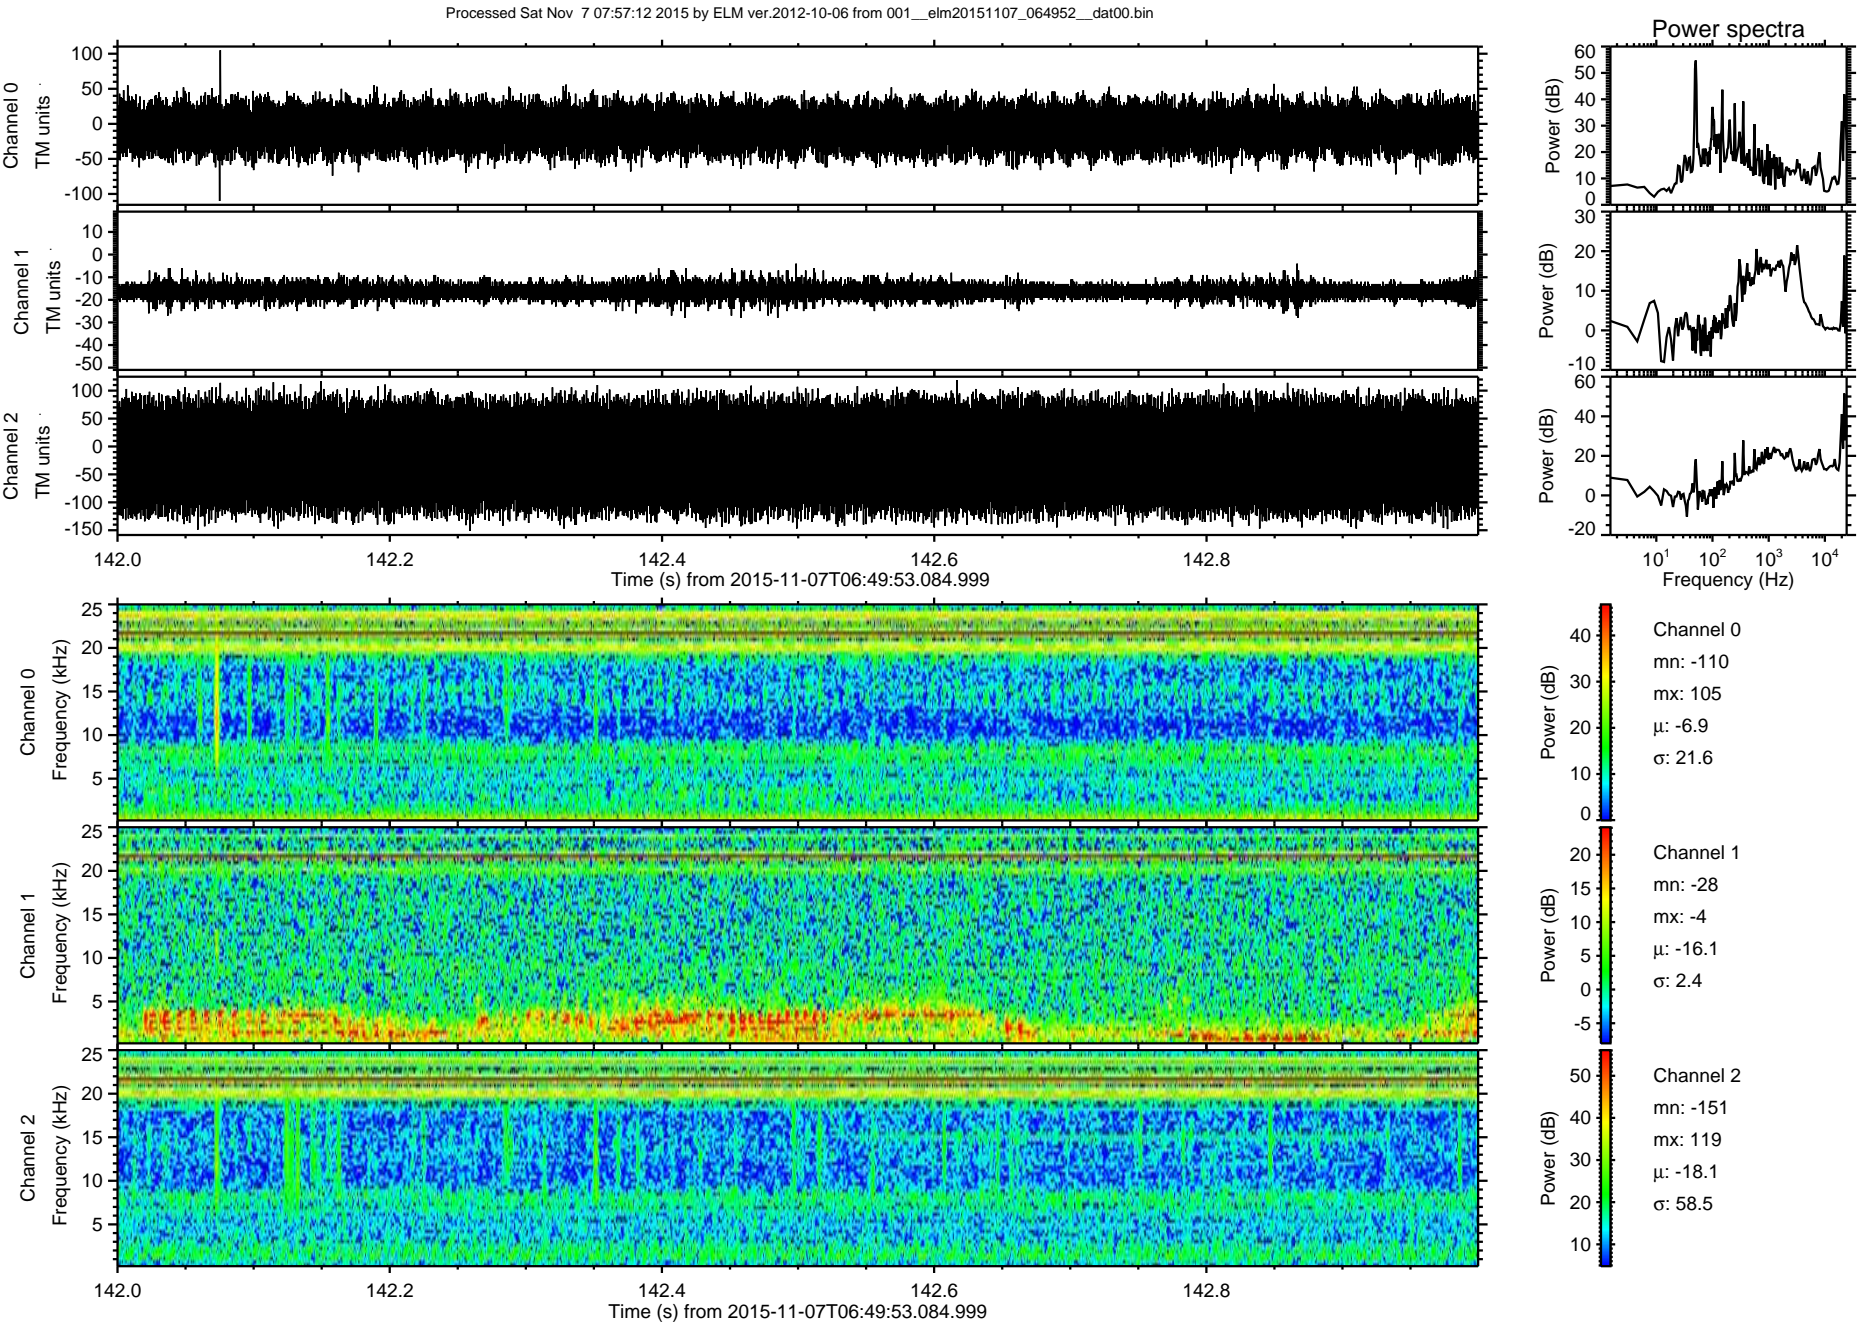 Processed Sat Nov  7 07:57:12 2015 by ELM ver.2012-10-06 from 001__elm20151107_064952__dat00.bin
Power spectra
Channel 0
TM units
100
50
0
-50
-100
Power (dB)
60
50
40
30
20
10
0
Channel 1
TM units
10
0
-10
-20
-30
-40
-50
Power (dB)
30
20
10
0
-10
Channel 2
TM units
100
50
0
-50
-100
-150
Power (dB)
60
40
20
0
-20
142.0 142.2 142.4 142.6 142.8
Time (s) from 2015-11-07T06:49:53.084.999
10¹ 10² 10³ 10⁴
Frequency (Hz)
Channel 0
Frequency (kHz)
25
20
15
10
5
Power (dB)
40
30
20
10
0
Channel 0
mn: -110
mx: 105
μ: -6.9
σ: 21.6
Channel 1
Frequency (kHz)
25
20
15
10
5
Power (dB)
20
15
10
5
0
-5
Channel 1
mn: -28
mx: -4
μ: -16.1
σ: 2.4
Channel 2
Frequency (kHz)
25
20
15
10
5
Power (dB)
50
40
30
20
10
Channel 2
mn: -151
mx: 119
μ: -18.1
σ: 58.5
142.0 142.2 142.4 142.6 142.8
Time (s) from 2015-11-07T06:49:53.084.999